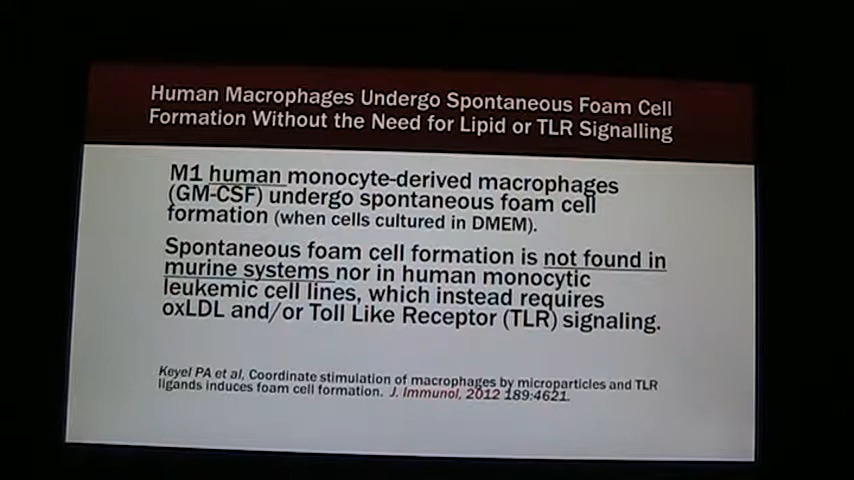 Human Macrophages Undergo Spontaneous Foam Cell
Formation Without the Need for Lipid or TLR Signalling
M1 human monocyte-derived macrophages
(GM-CSF) undergo spontaneous foam cell
formation (when cells cultured in DMEM).
Spontaneous foam cell formation is not found in
murine systems nor in human monocytic
leukemic cell lines, which instead requires
oxLDL and/or Toll Like Receptor (TLR) signaling.
Keyel PA et al, Coordinate stimulation of macrophages by microparticles and TLR
ligands induces foam cell formation. J. Immunol, 2012 189:4621.